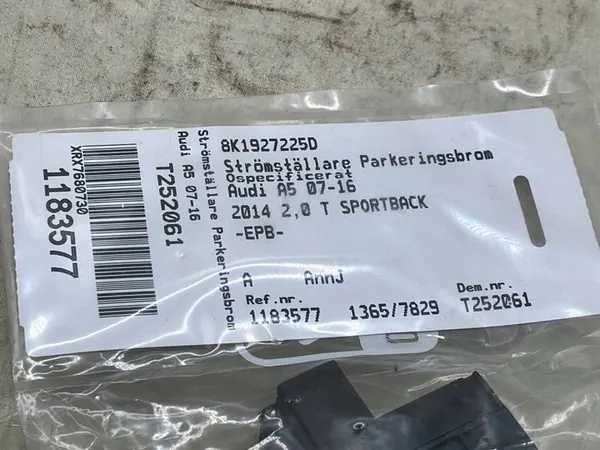 8K1927225D
Strömställare Parkeringsbrom
Ospecificerat
Audi A5 07-16
2014 2,0 T SPORTBACK
-EPB-
A AnnJ
Ref.nr. Dem.nr.
1183577 1365/7829 T252061
Strömställare Parkeringsbrom
Audi A5 07-16
T252061
XRX7680730
1183577